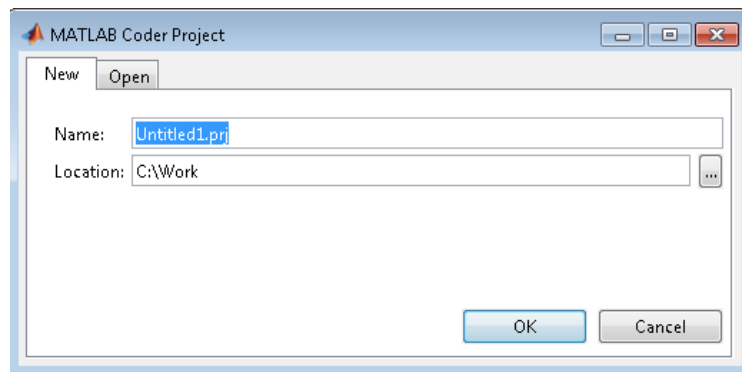 MATLAB Coder Project
New Open
Name: Untitled1.prj
Location: C:\Work ...
OK Cancel